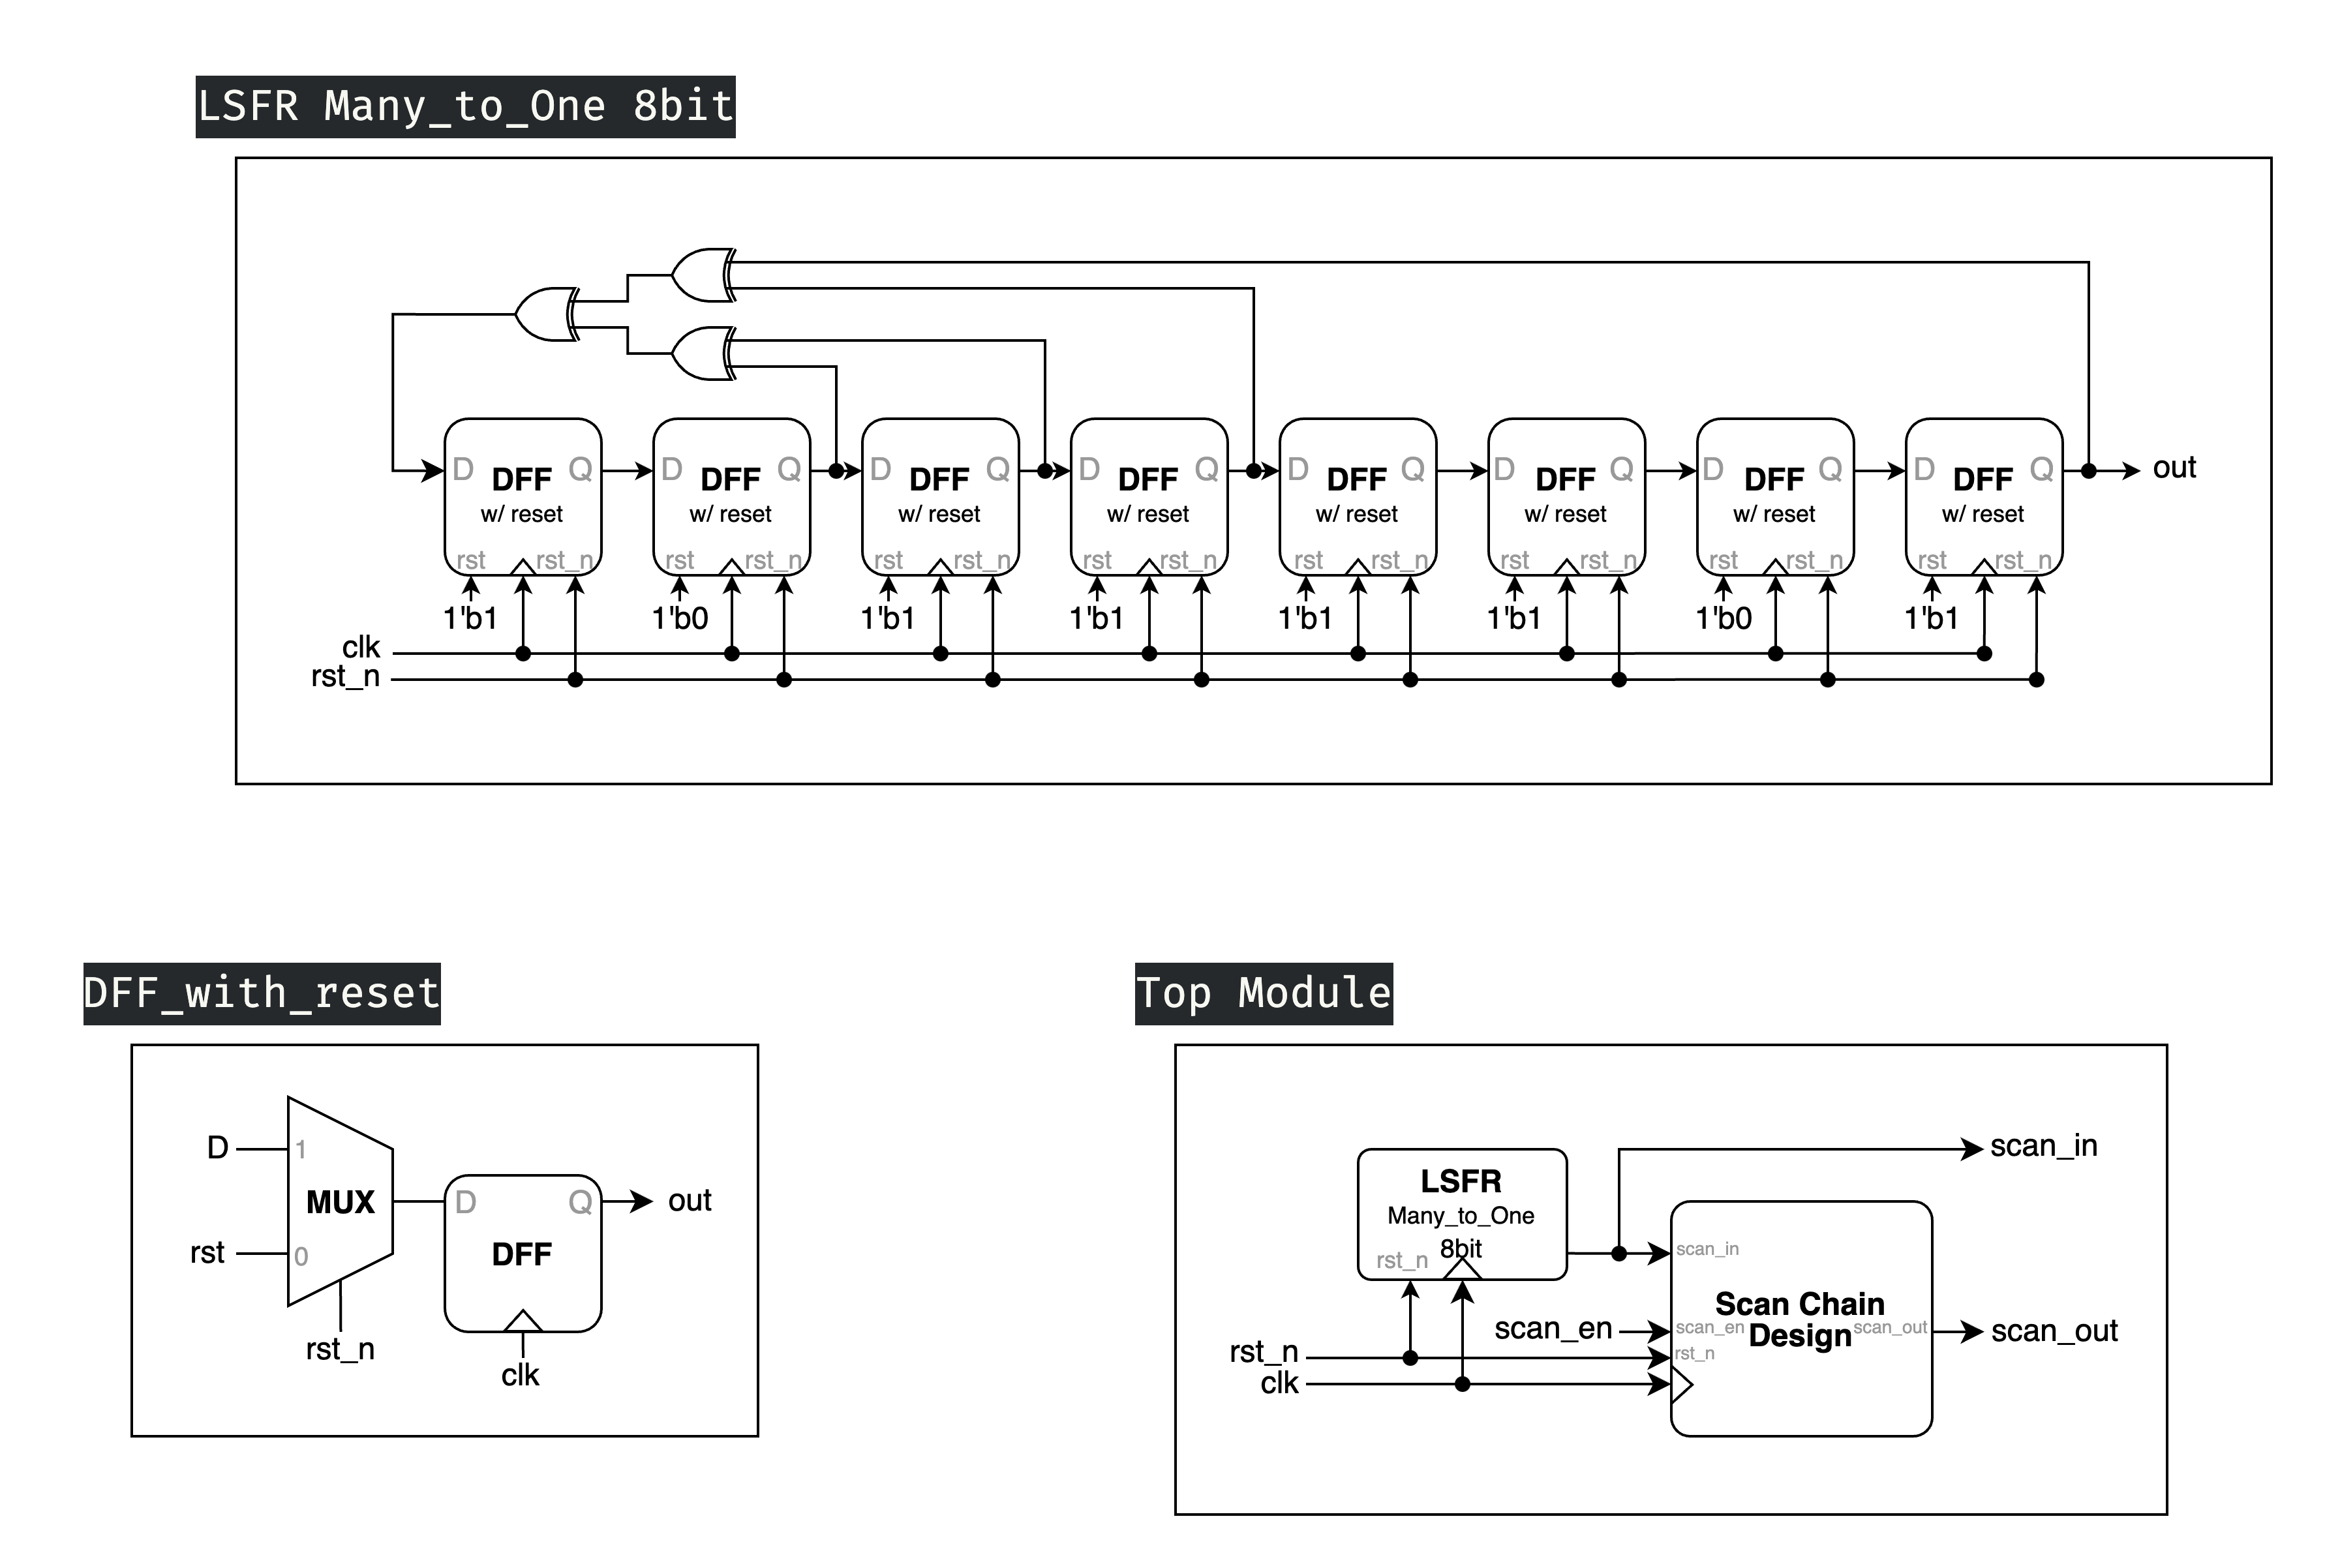 LSFR Many_to_One 8bit
D DFF Q D DFF Q D DFF Q D DFF Q D DFF Q D DFF Q D DFF Q D DFF Q out
w/ reset w/ reset w/ reset w/ reset w/ reset w/ reset w/ reset w/ reset
rst rst_n rst rst_n rst rst_n rst rst_n rst rst_n rst rst_n rst rst_n rst rst_n
1'b1 1'b0 1'b1 1'b1 1'b1 1'b1 1'b0 1'b1
clk
rst_n
DFF_with_reset
D 1
MUX D Q out
rst 0 DFF
rst_n
clk
Top Module
LSFR
Many_to_One
8bit
rst_n
scan_in
scan_in
Scan Chain
Design
scan_en scan_en scan_out scan_out
rst_n rst_n
clk